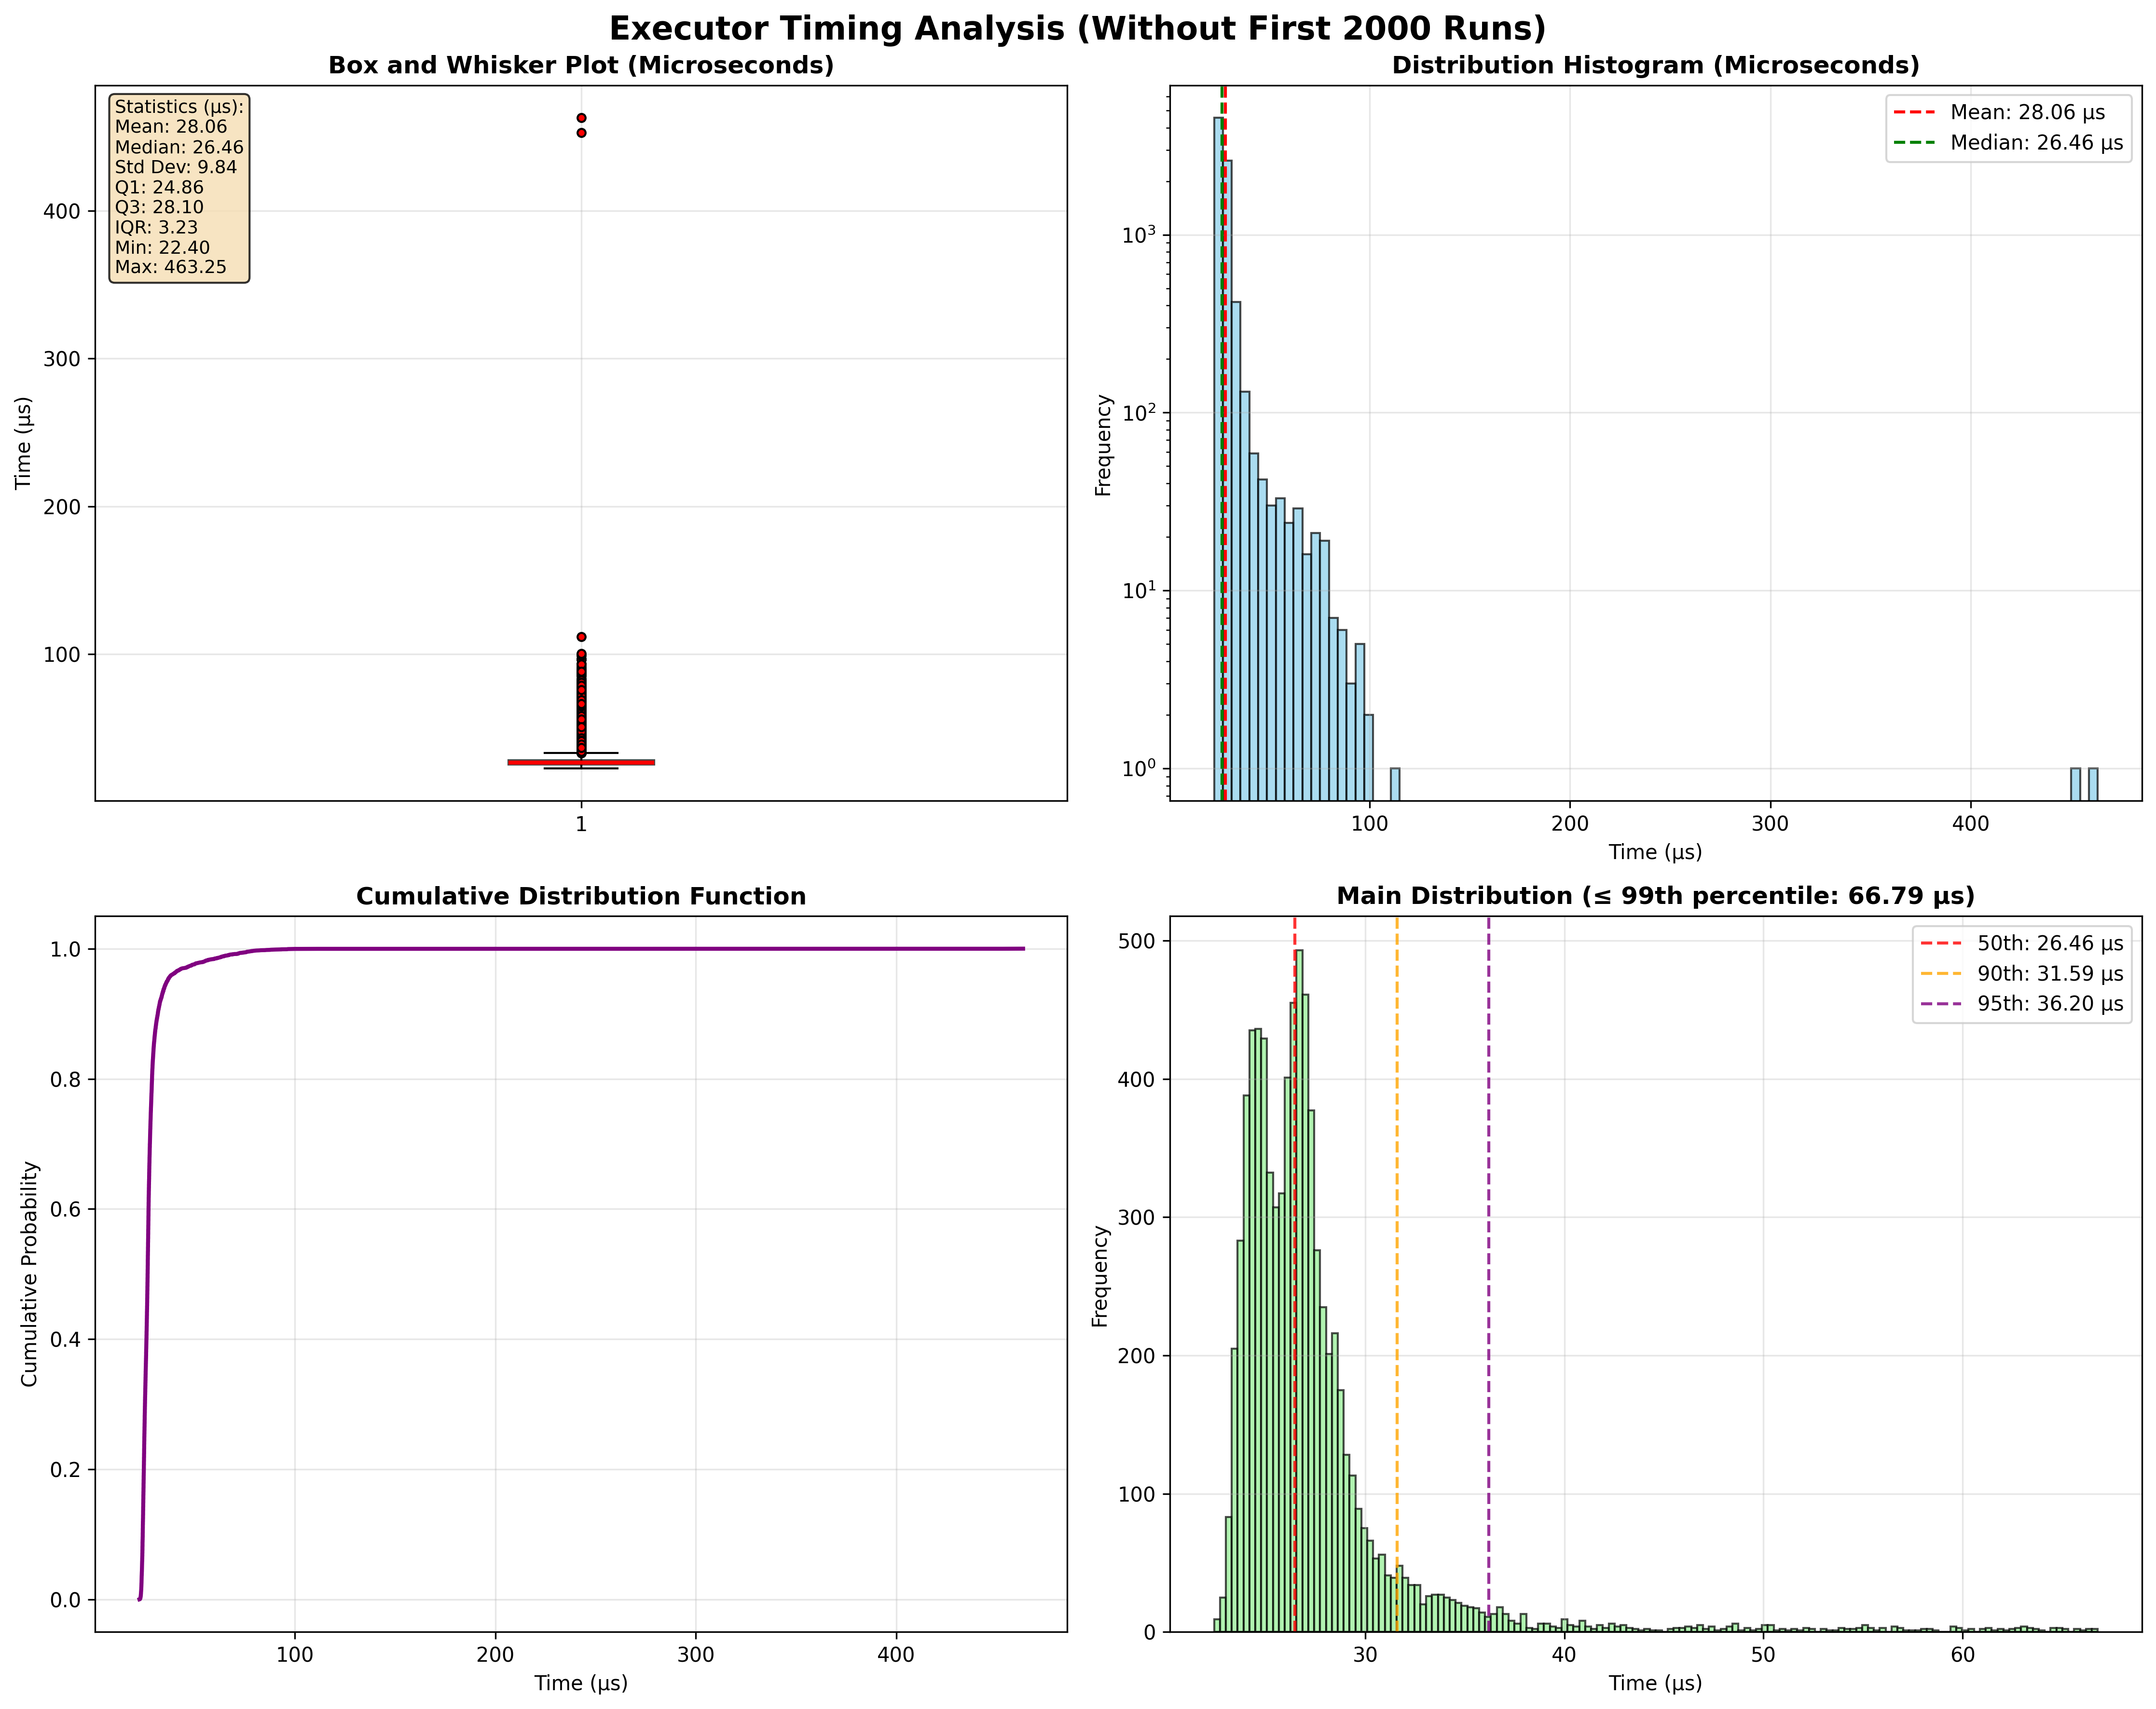 Executor Timing Analysis (Without First 2000 Runs)
Box and Whisker Plot (Microseconds)
Statistics (μs):
Mean: 28.06
Median: 26.46
Std Dev: 9.84
Q1: 24.86
Q3: 28.10
IQR: 3.23
Min: 22.40
Max: 463.25
400
300
200
100
Time (μs)
1
Distribution Histogram (Microseconds)
Mean: 28.06 μs
Median: 26.46 μs
10³
10²
10¹
10⁰
Frequency
100 200 300 400
Time (μs)
Cumulative Distribution Function
1.0
0.8
0.6
0.4
0.2
0.0
Cumulative Probability
100 200 300 400
Time (μs)
Main Distribution (≤ 99th percentile: 66.79 μs)
50th: 26.46 μs
90th: 31.59 μs
95th: 36.20 μs
500
400
300
200
100
0
Frequency
30 40 50 60
Time (μs)